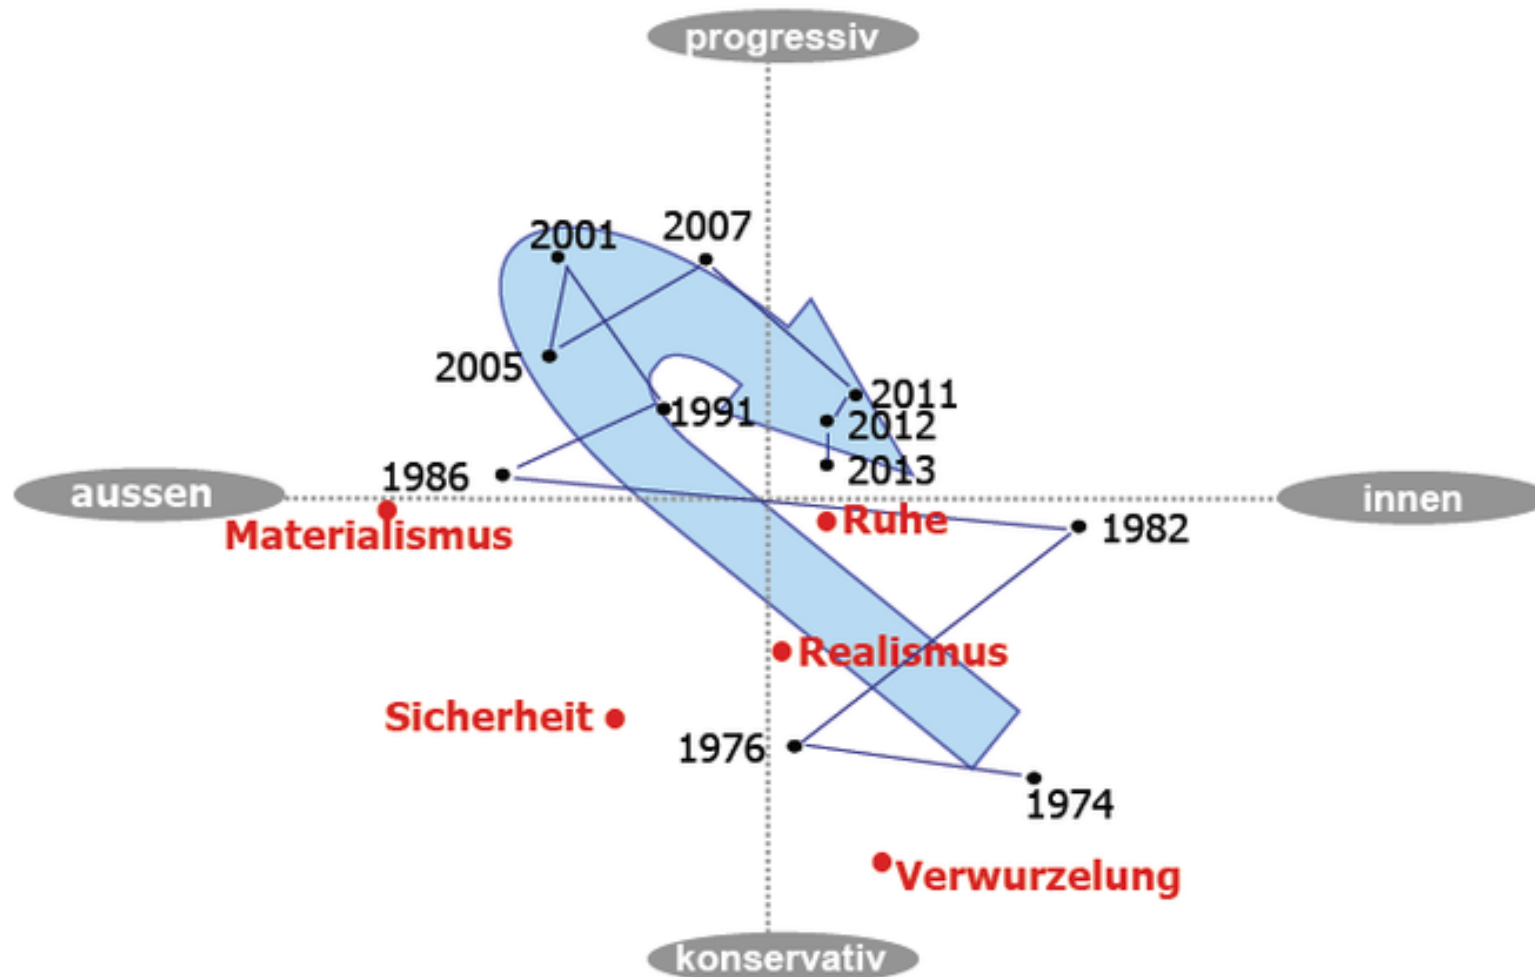 progressiv
2001
2007
2005
2011
1991
2012
2013
1986
aussen
innen
Materialismus
Ruhe
1982
Realismus
Sicherheit
1976
1974
Verwurzelung
konservativ